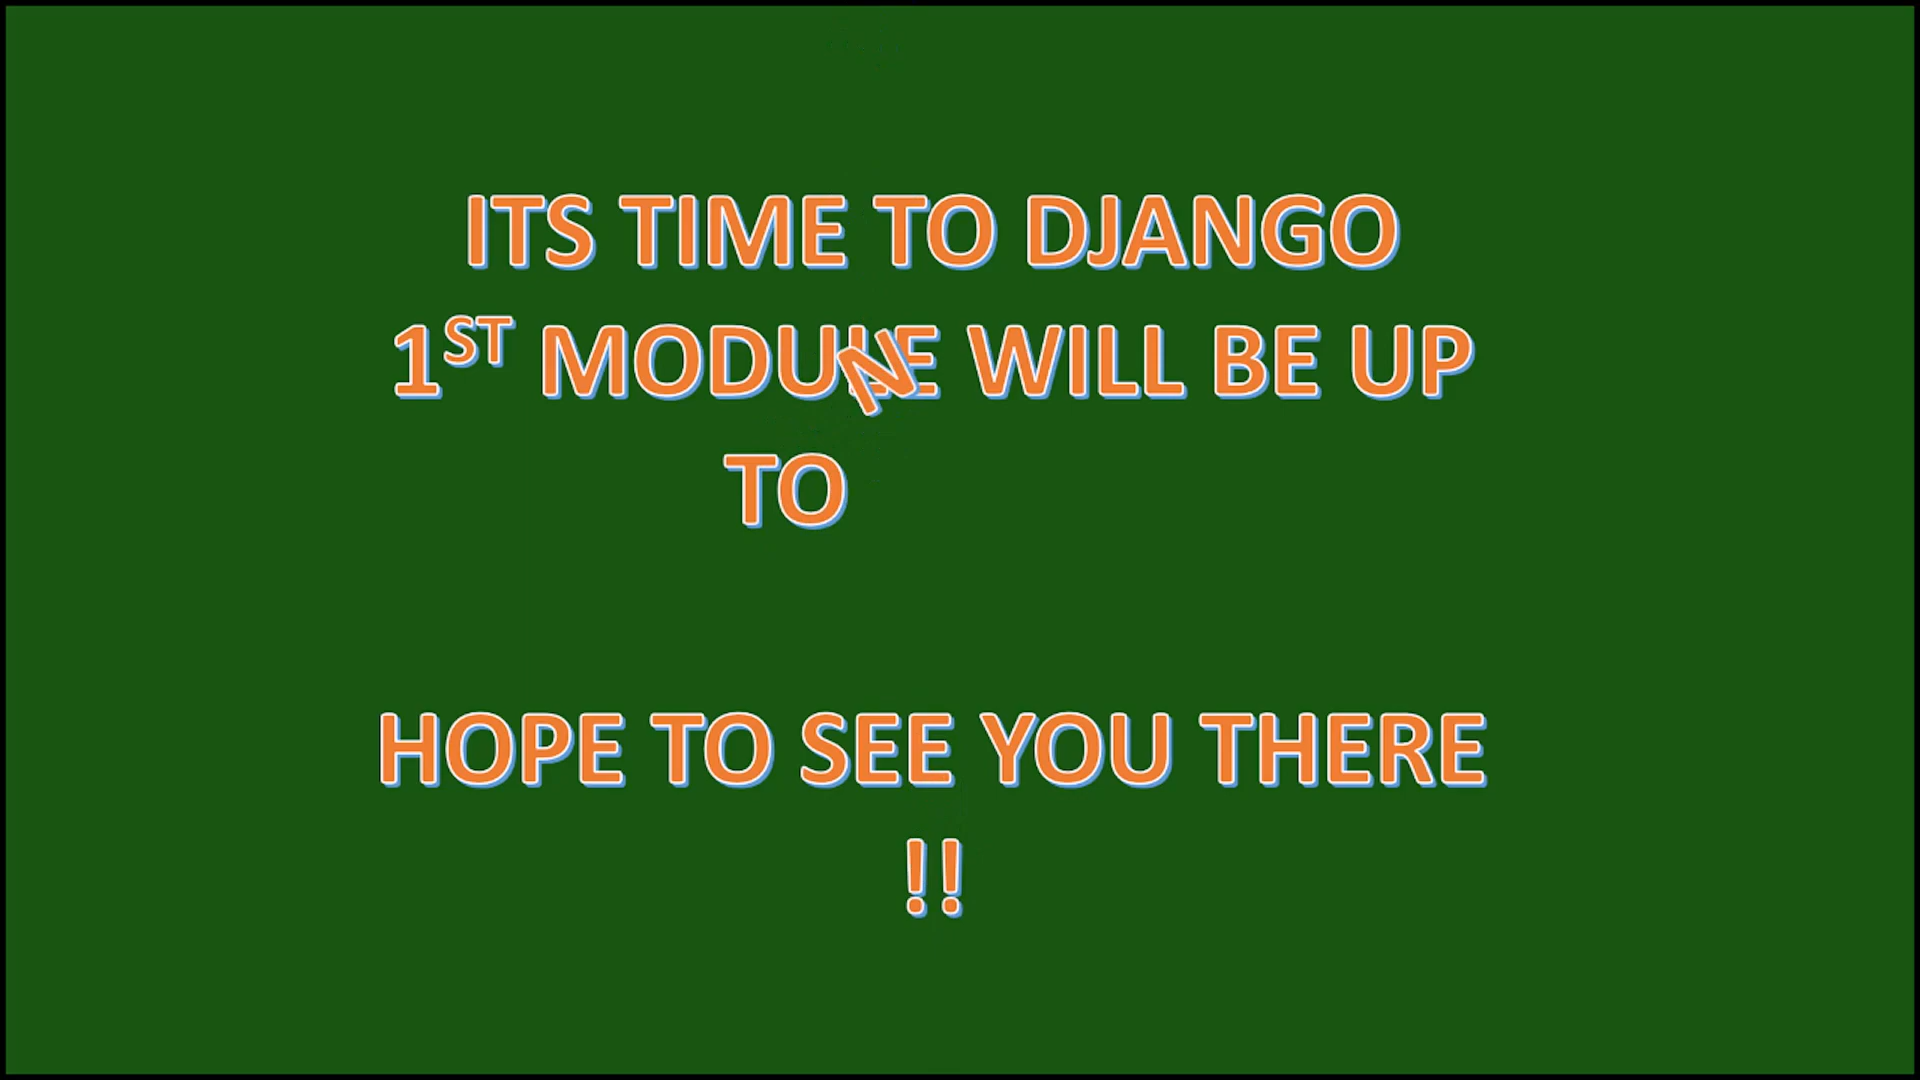 ITS TIME TO DJANGO
1ST MODULE WILL BE UP
N
TO
HOPE TO SEE YOU THERE
!!